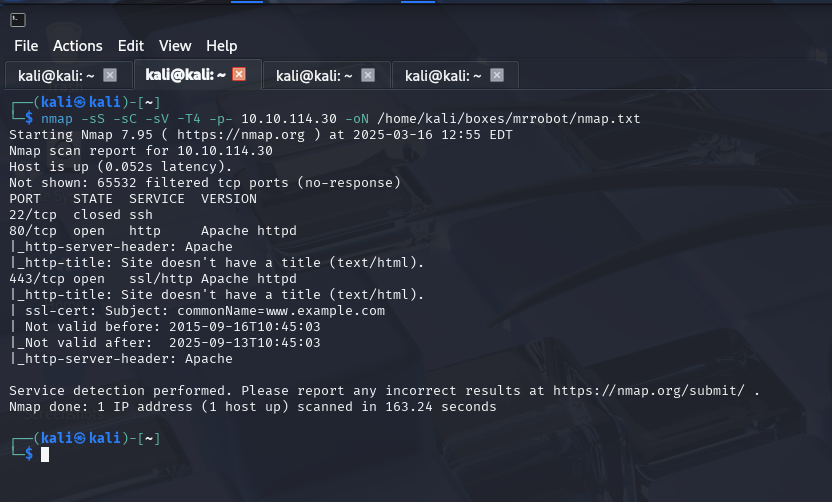 File Actions Edit View Help
kali@kali: ~ kali@kali: ~ kali@kali: ~ kali@kali: ~
┌──(kali㉿kali)-[~]
└─$ nmap -sS -sC -sV -T4 -p- 10.10.114.30 -oN /home/kali/boxes/mrrobot/nmap.txt
Starting Nmap 7.95 ( https://nmap.org ) at 2025-03-16 12:55 EDT
Nmap scan report for 10.10.114.30
Host is up (0.052s latency).
Not shown: 65532 filtered tcp ports (no-response)
PORT    STATE  SERVICE  VERSION
22/tcp  closed ssh
80/tcp  open   http     Apache httpd
|_http-server-header: Apache
|_http-title: Site doesn't have a title (text/html).
443/tcp open   ssl/http Apache httpd
|_http-title: Site doesn't have a title (text/html).
| ssl-cert: Subject: commonName=www.example.com
| Not valid before: 2015-09-16T10:45:03
|_Not valid after:  2025-09-13T10:45:03
|_http-server-header: Apache

Service detection performed. Please report any incorrect results at https://nmap.org/submit/ .
Nmap done: 1 IP address (1 host up) scanned in 163.24 seconds

┌──(kali㉿kali)-[~]
└─$